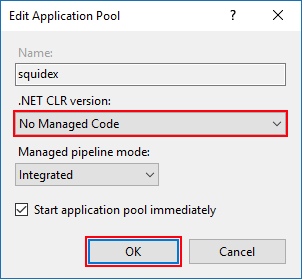 Edit Application Pool
Name:
squidex
.NET CLR version:
No Managed Code
Managed pipeline mode:
Integrated
Start application pool immediately
OK
Cancel